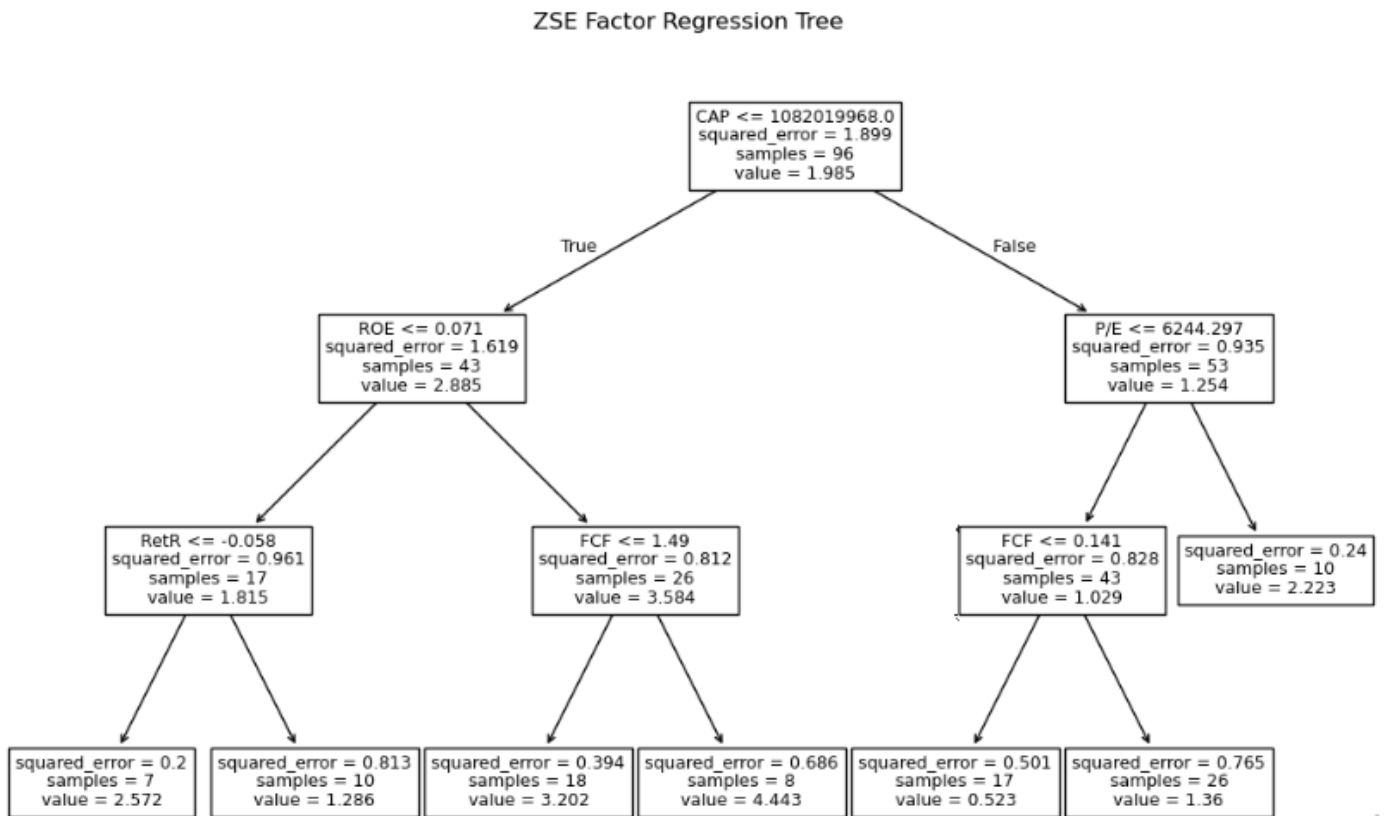 ZSE Factor Regression Tree
CAP <= 1082019968.0
squared_error = 1.899
samples = 96
value = 1.985
True
False
ROE <= 0.071
squared_error = 1.619
samples = 43
value = 2.885
P/E <= 6244.297
squared_error = 0.935
samples = 53
value = 1.254
RetR <= -0.058
squared_error = 0.961
samples = 17
value = 1.815
FCF <= 1.49
squared_error = 0.812
samples = 26
value = 3.584
FCF <= 0.141
squared_error = 0.828
samples = 43
value = 1.029
squared_error = 0.24
samples = 10
value = 2.223
squared_error = 0.2
samples = 7
value = 2.572
squared_error = 0.813
samples = 10
value = 1.286
squared_error = 0.394
samples = 18
value = 3.202
squared_error = 0.686
samples = 8
value = 4.443
squared_error = 0.501
samples = 17
value = 0.523
squared_error = 0.765
samples = 26
value = 1.36